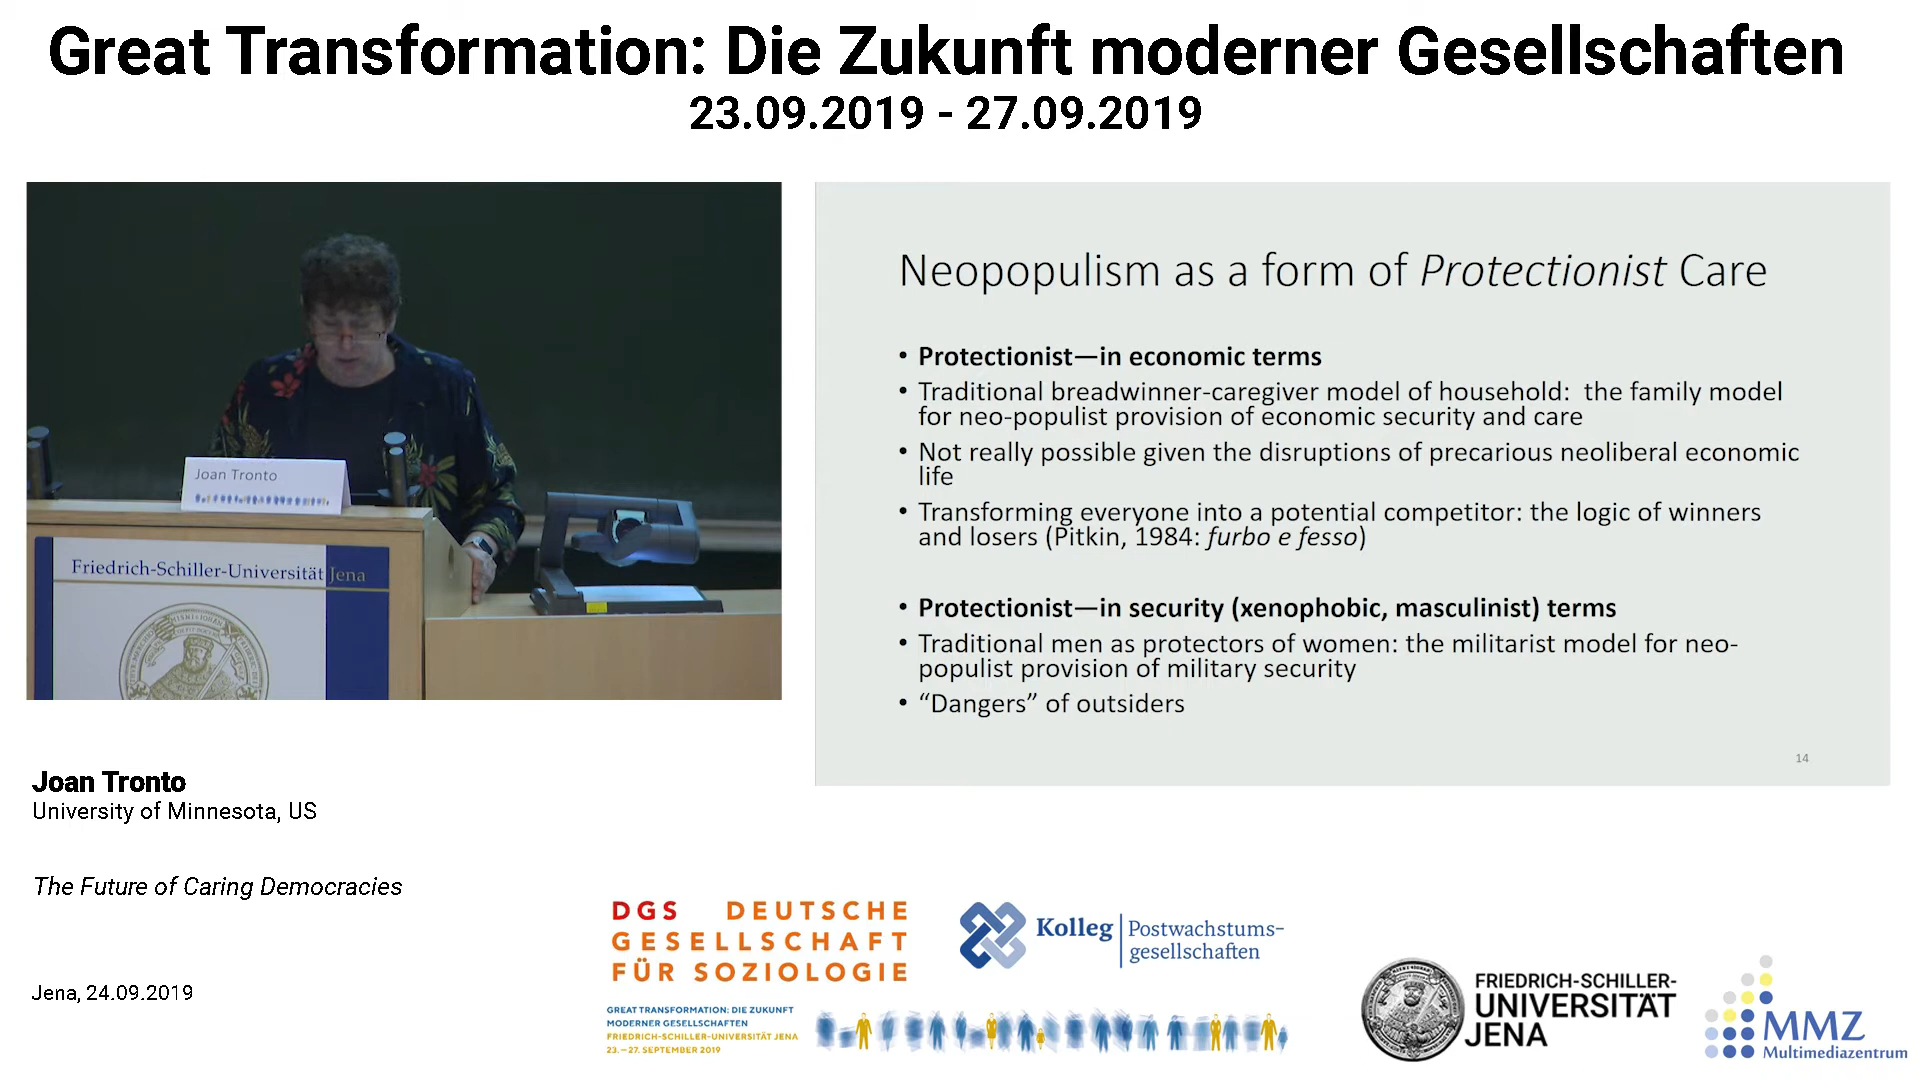 Great Transformation: Die Zukunft moderner Gesellschaften
23.09.2019 - 27.09.2019
Joan Tronto
Friedrich-Schiller-Universität Jena
Neopopulism as a form of Protectionist Care
• Protectionist—in economic terms
• Traditional breadwinner-caregiver model of household:  the family model
for neo-populist provision of economic security and care
• Not really possible given the disruptions of precarious neoliberal economic
life
• Transforming everyone into a potential competitor: the logic of winners
and losers (Pitkin, 1984: furbo e fesso)
• Protectionist—in security (xenophobic, masculinist) terms
• Traditional men as protectors of women: the militarist model for neo-
populist provision of military security
• “Dangers” of outsiders
14
Joan Tronto
University of Minnesota, US
The Future of Caring Democracies
Jena, 24.09.2019
DGS DEUTSCHE
GESELLSCHAFT
FÜR SOZIOLOGIE
GREAT TRANSFORMATION: DIE ZUKUNFT
MODERNER GESELLSCHAFTEN
FRIEDRICH-SCHILLER-UNIVERSITÄT JENA
23.—27. SEPTEMBER 2019
Kolleg Postwachstums-
gesellschaften
FRIEDRICH-SCHILLER-
UNIVERSITÄT
JENA
MMZ
Multimediazentrum